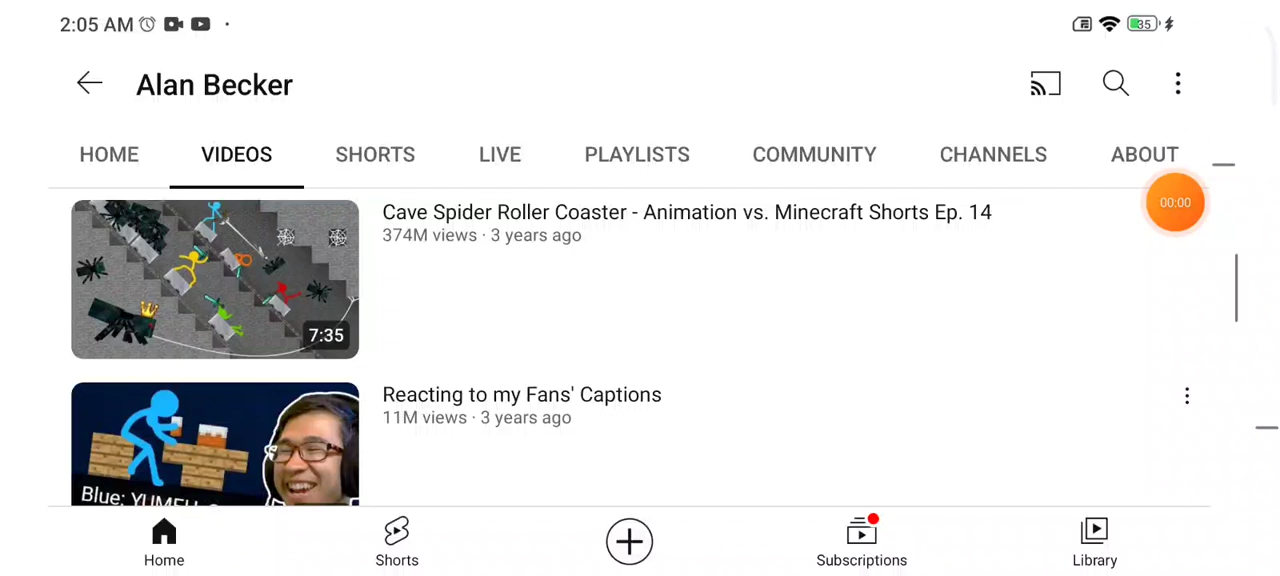 2:05 AM
35
Alan Becker
HOME
VIDEOS
SHORTS
LIVE
PLAYLISTS
COMMUNITY
CHANNELS
ABOUT
00:00
Cave Spider Roller Coaster - Animation vs. Minecraft Shorts Ep. 14
374M views · 3 years ago
7:35
Reacting to my Fans' Captions
11M views · 3 years ago
Blue:
Home
Shorts
Subscriptions
Library